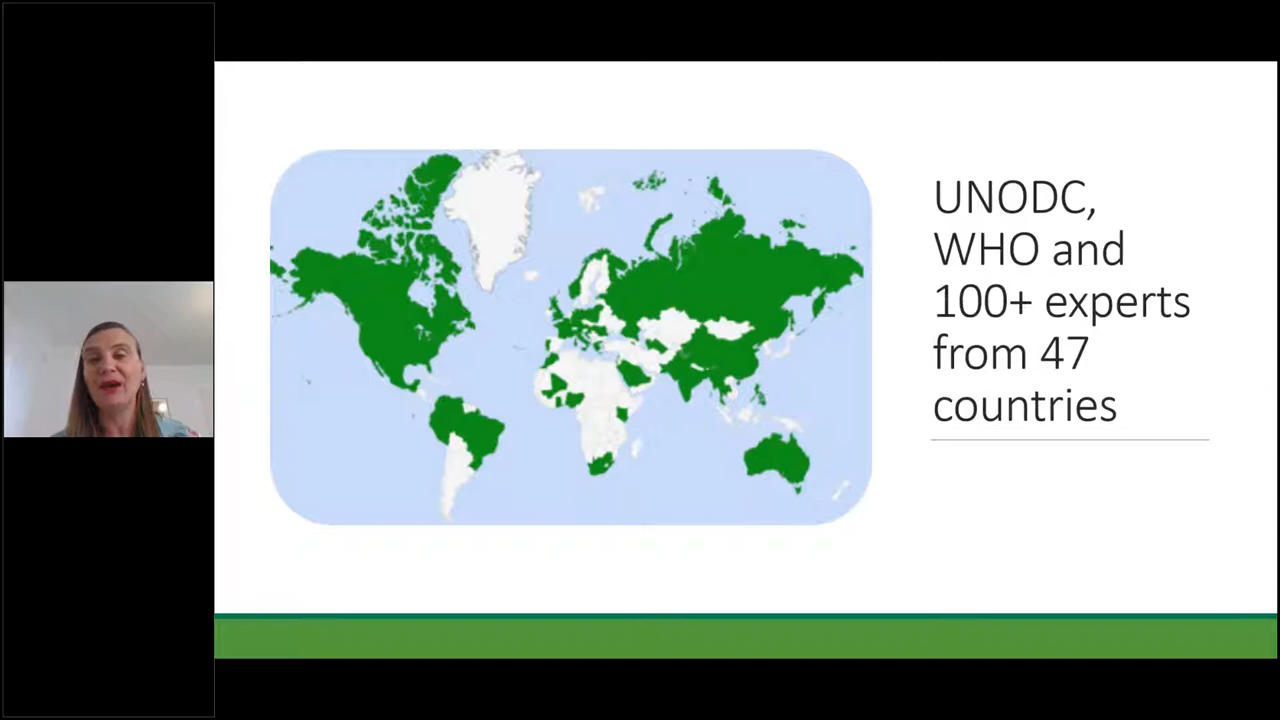 UNODC,
WHO and
100+ experts
from 47
countries